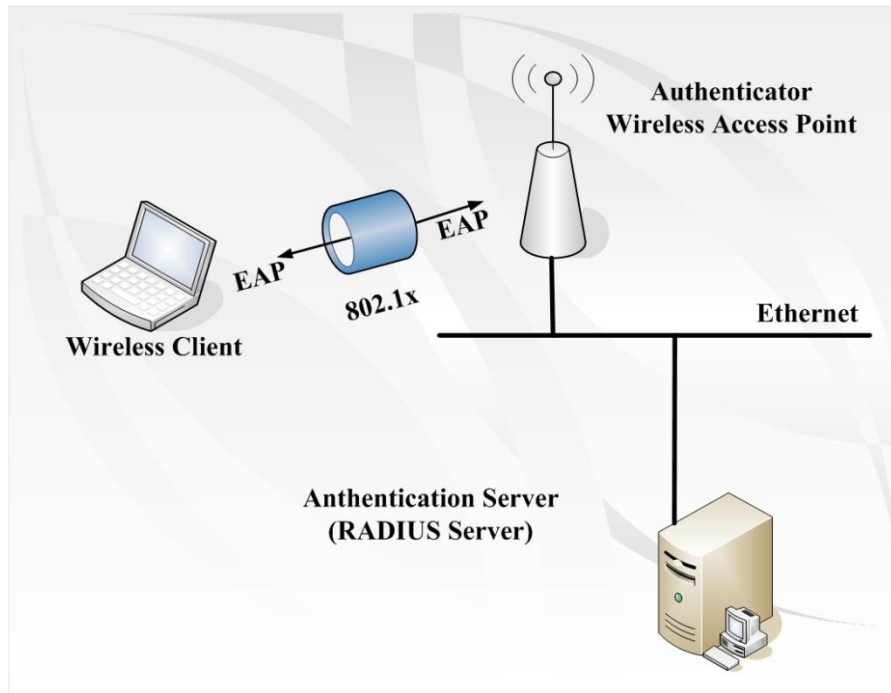 Authenticator
Wireless Access Point
EAP
EAP
802.1x
Wireless Client
Ethernet
Anthentication Server
(RADIUS Server)